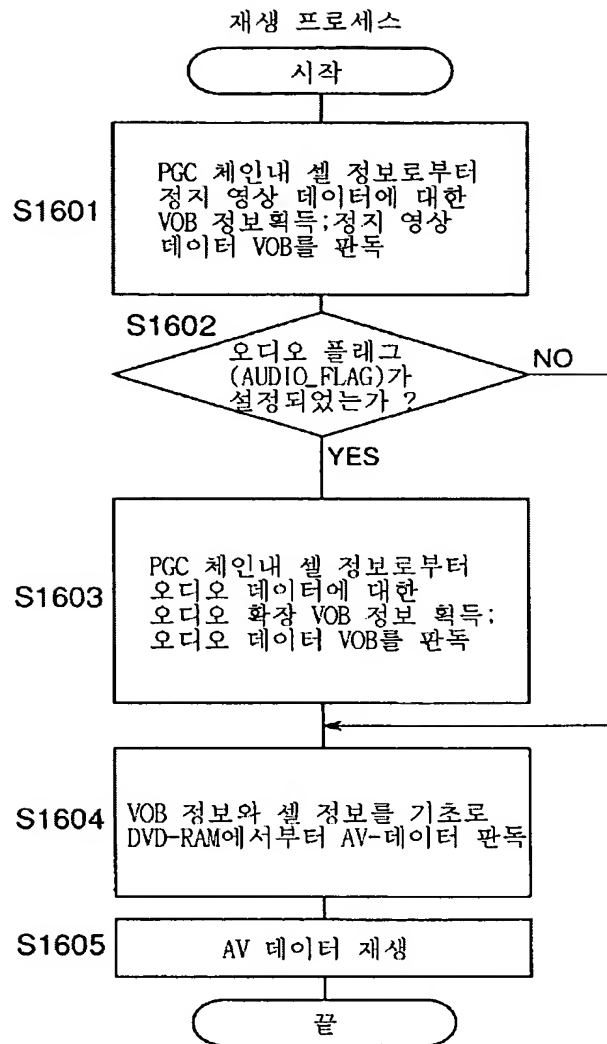 재생 프로세스
시작
S1601
PGC 체인내 셀 정보로부터
정지 영상 데이터에 대한
VOB 정보획득;정지 영상
데이터 VOB를 판독
S1602
오디오 플래그
(AUDIO_FLAG)가
설정되었는가 ?
NO
YES
S1603
PGC 체인내 셀 정보로부터
오디오 데이터에 대한
오디오 확장 VOB 정보 획득;
오디오 데이터 VOB를 판독
S1604
VOB 정보와 셀 정보를 기초로
DVD-RAM에서부터 AV-데이터 판독
S1605
AV 데이터 재생
끝